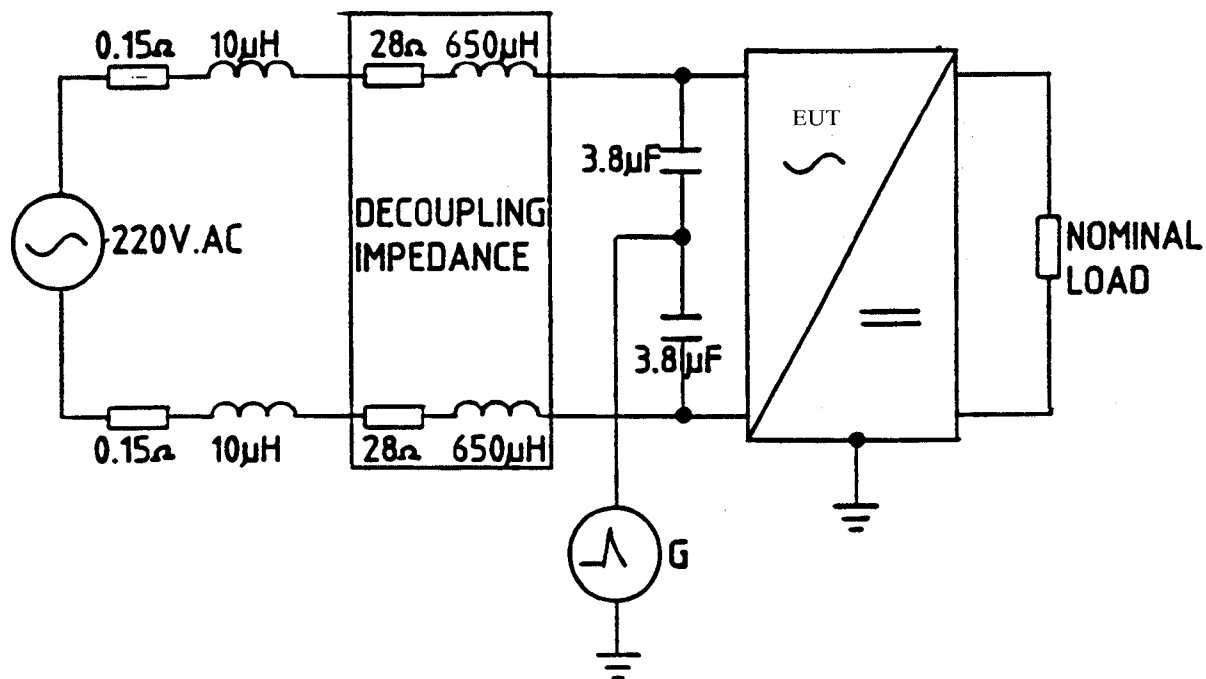 0.15Ω 10µH 28Ω 650µH
EUT
3.8µF
220V.AC
DECOUPLING
IMPEDANCE
NOMINAL
LOAD
3.8µF
0.15Ω 10µH 28Ω 650µH
G